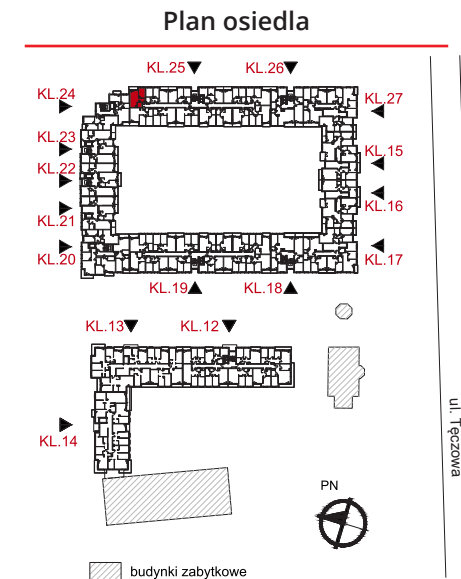 Plan osiedla
KL.25
KL.26
KL.24
KL.27
KL.23
KL.15
KL.22
KL.16
KL.21
KL.20
KL.17
KL.19
KL.18
KL.13
KL.12
KL.14
ul. Tęczowa
PN
budynki zabytkowe